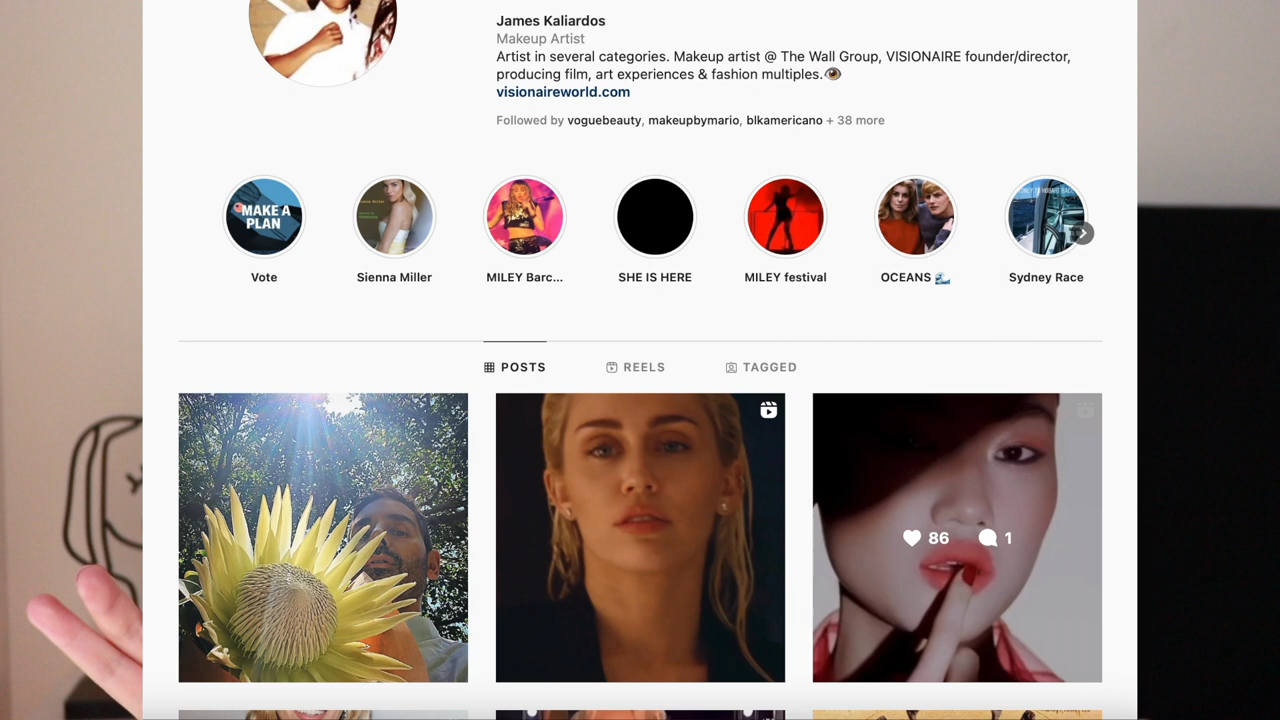 James Kaliardos
Makeup Artist
Artist in several categories. Makeup artist @ The Wall Group, VISIONAIRE founder/director,
producing film, art experiences & fashion multiples.👁️
visionaireworld.com
Followed by voguebeauty, makeupbymario, blkamericano + 38 more
MAKE A
PLAN
Vote
Sienna Miller
MILEY Barc...
SHE IS HERE
MILEY festival
OCEANS 🌊
Sydney Race
POSTS
REELS
TAGGED
86
1